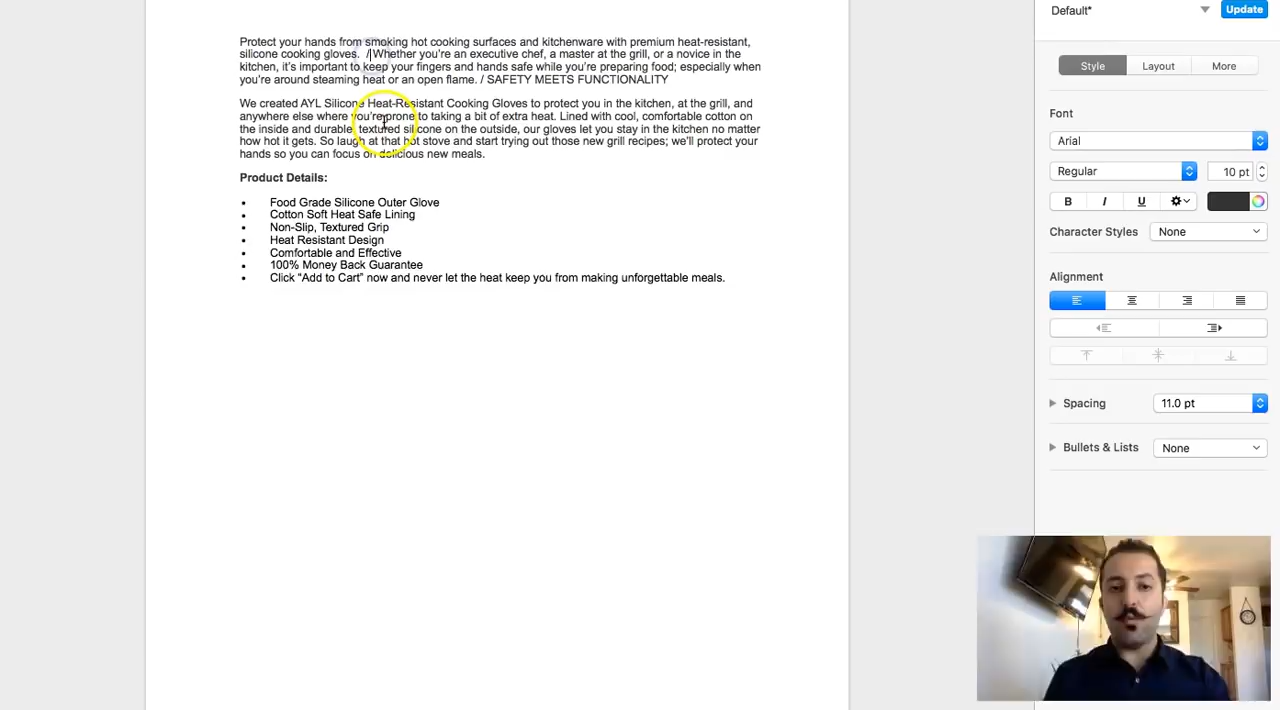 Default*
Update
Protect your hands from smoking hot cooking surfaces and kitchenware with premium heat-resistant,
silicone cooking gloves. /Whether you're an executive chef, a master at the grill, or a novice in the
kitchen, it's important to keep your fingers and hands safe while you're preparing food; especially when
you're around steaming heat or an open flame. / SAFETY MEETS FUNCTIONALITY
We created AYL Silicone Heat-Resistant Cooking Gloves to protect you in the kitchen, at the grill, and
anywhere else where you're prone to taking a bit of extra heat. Lined with cool, comfortable cotton on
the inside and durable textured silicone on the outside, our gloves let you stay in the kitchen no matter
how hot it gets. So laugh at that hot stove and start trying out those new grill recipes; we'll protect your
hands so you can focus on delicious new meals.
Product Details:
• Food Grade Silicone Outer Glove
• Cotton Soft Heat Safe Lining
• Non-Slip, Textured Grip
• Heat Resistant Design
• Comfortable and Effective
• 100% Money Back Guarantee
• Click “Add to Cart” now and never let the heat keep you from making unforgettable meals.
Style Layout More
Font
Arial
Regular 10 pt
B I U
Character Styles None
Alignment
Spacing 11.0 pt
Bullets & Lists None